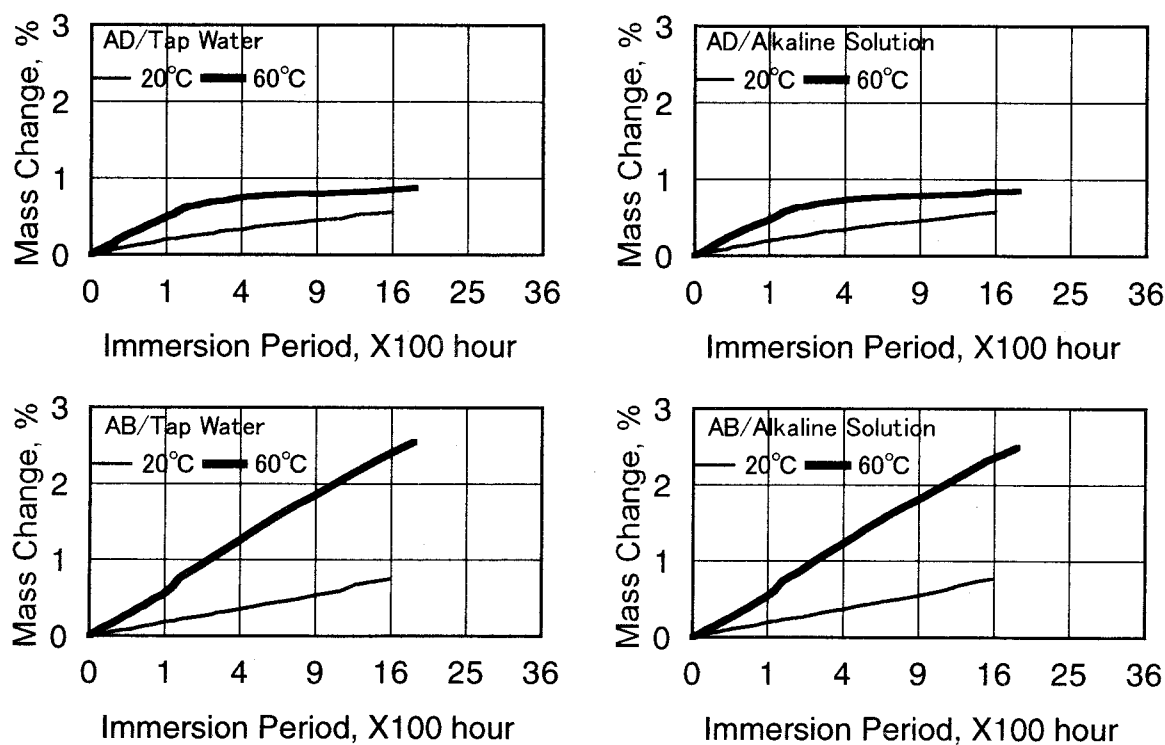 Mass Change, %
3
2
1
0
AD/Tap Water
20°C 60°C
0 1 4 9 16 25 36
Immersion Period, X100 hour
Mass Change, %
3
2
1
0
AD/Alkaline Solution
20°C 60°C
0 1 4 9 16 25 36
Immersion Period, X100 hour
Mass Change, %
3
2
1
0
AB/Tap Water
20°C 60°C
0 1 4 9 16 25 36
Immersion Period, X100 hour
Mass Change, %
3
2
1
0
AB/Alkaline Solution
20°C 60°C
0 1 4 9 16 25 36
Immersion Period, X100 hour